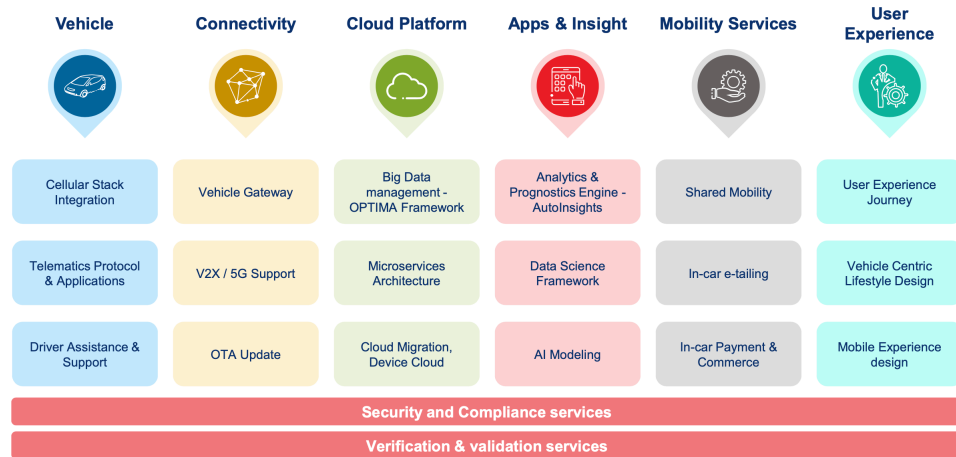 Vehicle
Connectivity
Cloud Platform
Apps & Insight
Mobility Services
User
Experience
Cellular Stack
Integration
Vehicle Gateway
Big Data
management -
OPTIMA Framework
Analytics &
Prognostics Engine -
AutoInsights
Shared Mobility
User Experience
Journey
Telematics Protocol
& Applications
V2X / 5G Support
Microservices
Architecture
Data Science
Framework
In-car e-tailing
Vehicle Centric
Lifestyle Design
Driver Assistance &
Support
OTA Update
Cloud Migration,
Device Cloud
AI Modeling
In-car Payment &
Commerce
Mobile Experience
design
Security and Compliance services
Verification & validation services